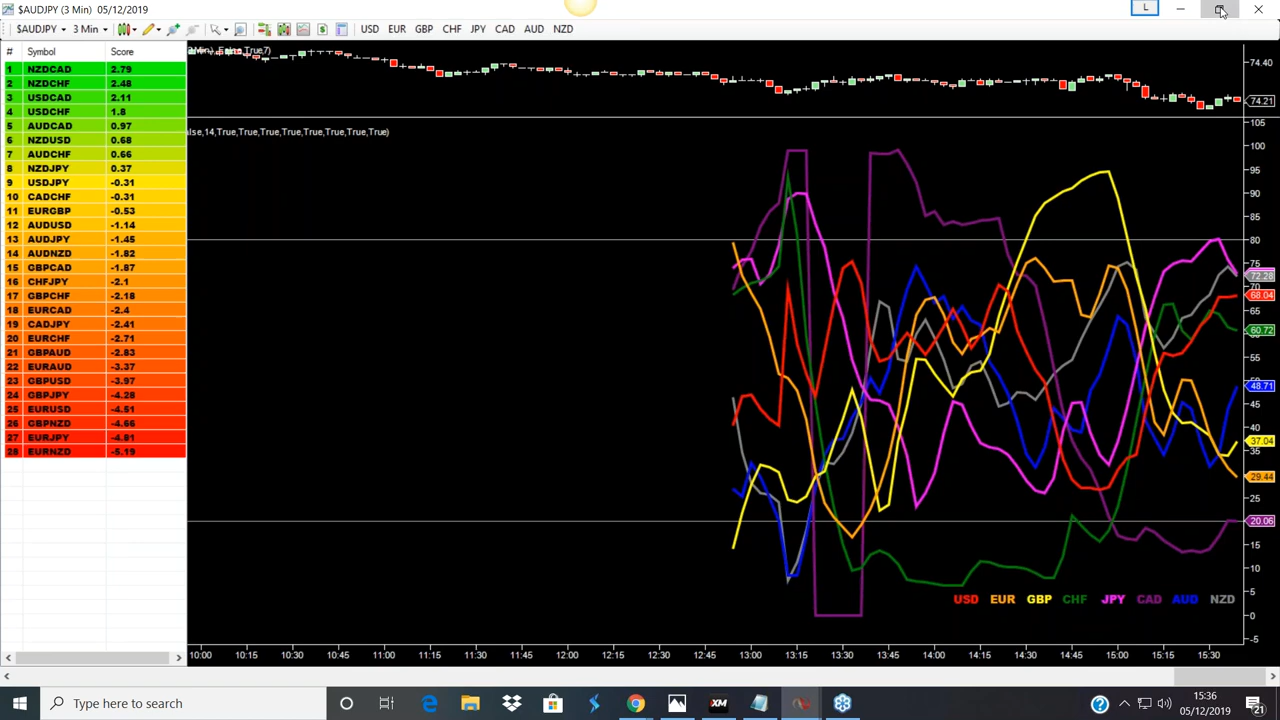 $AUDJPY (3 Min) 05/12/2019
L
$AUDJPY 3 Min USD EUR GBP CHF JPY CAD AUD NZD
# Symbol Score
1 NZDCAD 2.79
2 NZDCHF 2.48
3 USDCAD 2.11
4 USDCHF 1.8
5 AUDCAD 0.97
6 NZDUSD 0.68
7 AUDCHF 0.66
8 NZDJPY 0.37
9 USDJPY -0.31
10 CADCHF -0.31
11 EURGBP -0.53
12 AUDUSD -1.14
13 AUDJPY -1.45
14 AUDNZD -1.82
15 GBPCAD -1.87
16 CHFJPY -2.1
17 GBPCHF -2.18
18 EURCAD -2.4
19 CADJPY -2.41
20 EURCHF -2.71
21 GBPAUD -2.83
22 EURAUD -3.37
23 GBPUSD -3.97
24 GBPJPY -4.28
25 EURUSD -4.51
26 GBPNZD -4.66
27 EURJPY -4.81
28 EURNZD -5.19
Min), False,True,7)
74.40
74.21
alse,14,True,True,True,True,True,True,True,True)
105
100
95
90
85
80
75
72.28
70
68.04
65
60.72
55
48.71
45
40
37.04
35
29.44
25
20.06
15
10
5
0
-5
USD EUR GBP CHF JPY CAD AUD NZD
10:00 10:15 10:30 10:45 11:00 11:15 11:30 11:45 12:00 12:15 12:30 12:45 13:00 13:15 13:30 13:45 14:00 14:15 14:30 14:45 15:00 15:15 15:30
Type here to search
XM
15:36
05/12/2019
21